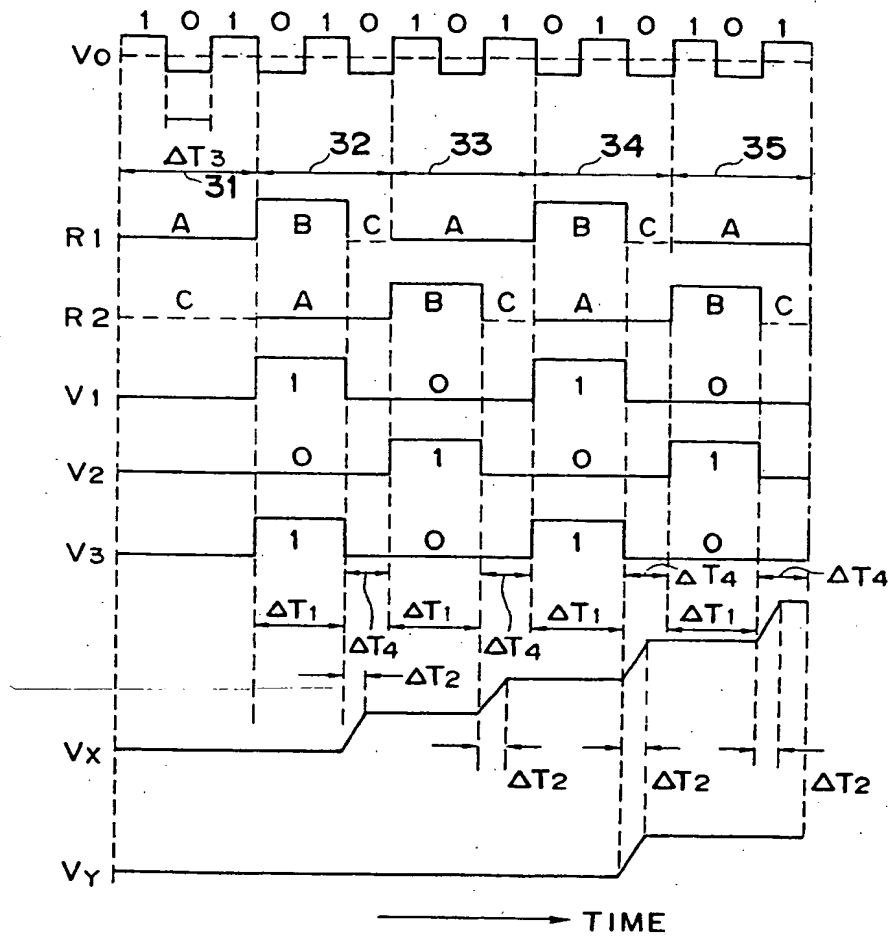 1 0 1 0 1 0 1 0 1 0 1 0 1 0 1
V0
ΔT3
31 32 33 34 35
R1 A B C A B C A
R2 C A B C A B C
V1 1 0 1 0
V2 0 1 0 1
V3 1 0 1 0
ΔT4 ΔT4
ΔT1 ΔT1 ΔT1 ΔT1
ΔT4 ΔT4
ΔT2
VX
ΔT2 ΔT2 ΔT2
VY
TIME